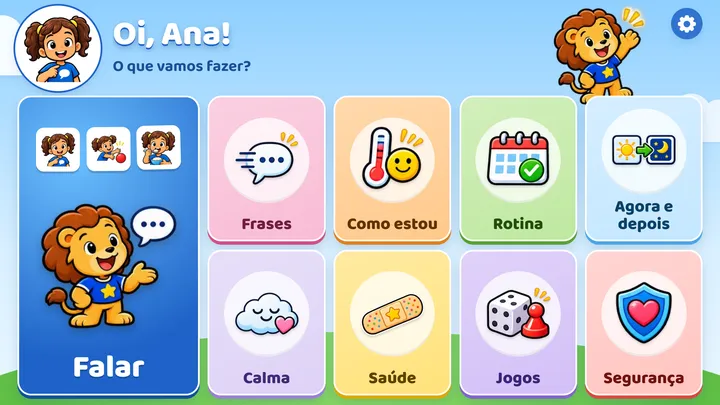 Oi, Ana!
O que vamos fazer?
Falar
Frases
Como estou
Rotina
Agora e
depois
Calma
Saúde
Jogos
Segurança